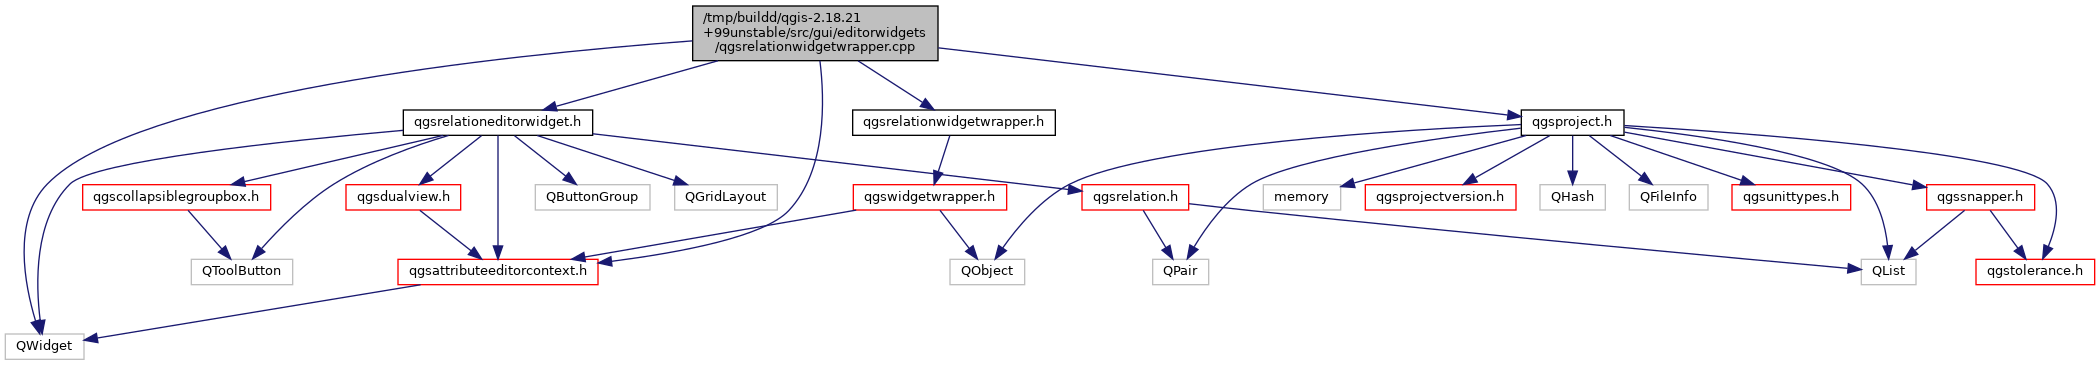 /tmp/buildd/qgis-2.18.21
+99unstable/src/gui/editorwidgets
/qgsrelationwidgetwrapper.cpp
qgsrelationeditorwidget.h
qgsrelationwidgetwrapper.h
qgsproject.h
qgscollapsiblegroupbox.h
qgsdualview.h
QButtonGroup
QGridLayout
qgswidgetwrapper.h
qgsrelation.h
memory
qgsprojectversion.h
QHash
QFileInfo
qgsunittypes.h
qgssnapper.h
QToolButton
qgsattributeeditorcontext.h
QObject
QPair
QList
qgstolerance.h
QWidget